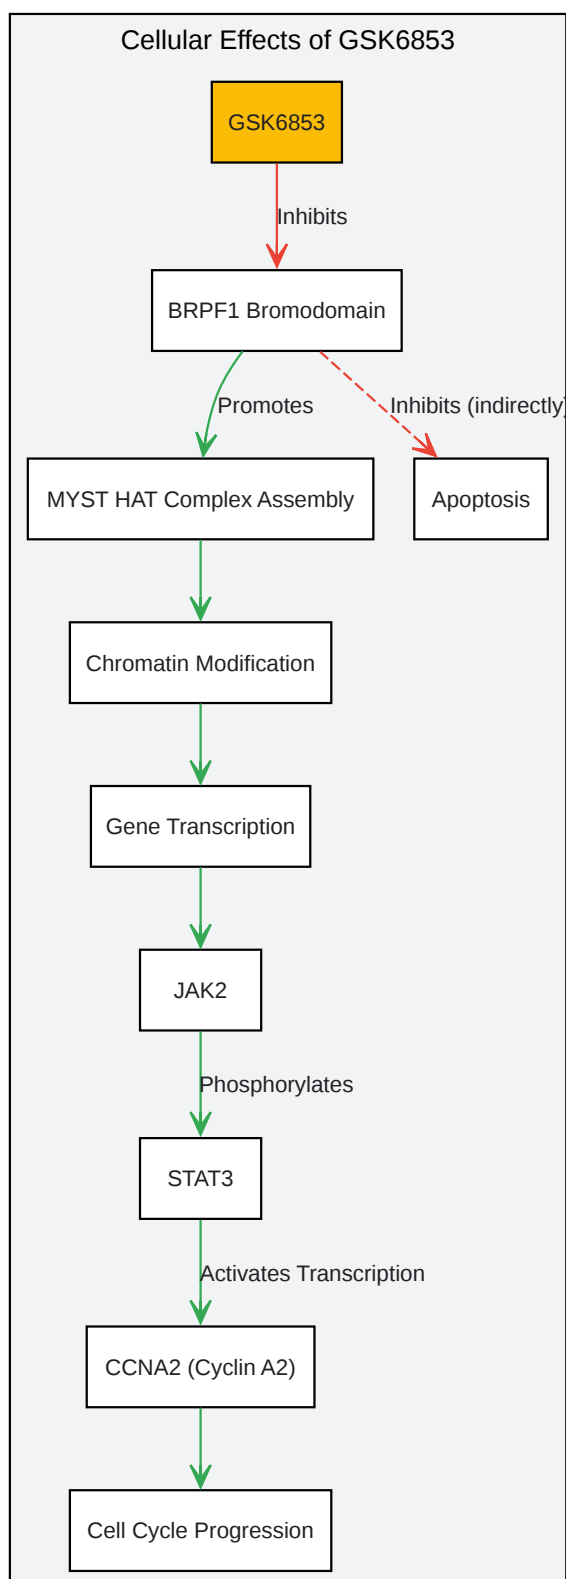 Cellular Effects of GSK6853
GSK6853
Inhibits
BRPF1 Bromodomain
Promotes
Inhibits (indirectly)
MYST HAT Complex Assembly
Apoptosis
Chromatin Modification
Gene Transcription
JAK2
Phosphorylates
STAT3
Activates Transcription
CCNA2 (Cyclin A2)
Cell Cycle Progression